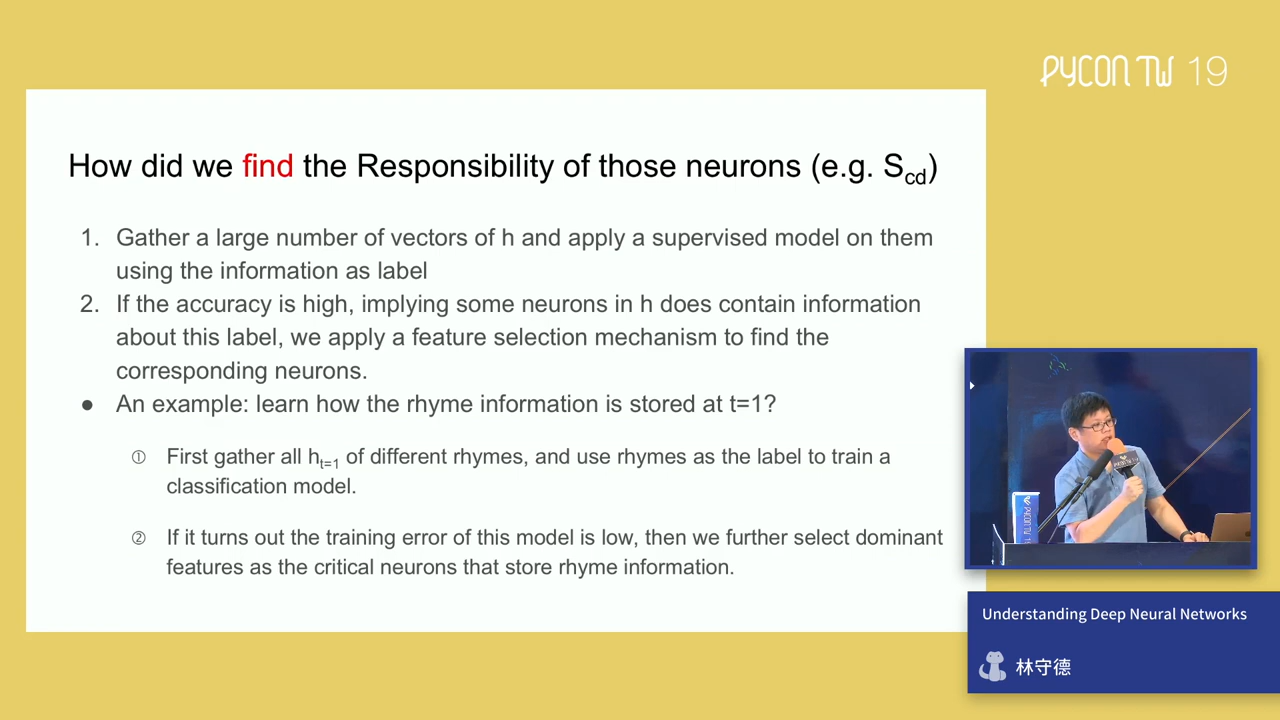 PYCON TW 19
How did we find the Responsibility of those neurons (e.g. Scd)
1. Gather a large number of vectors of h and apply a supervised model on them
using the information as label
2. If the accuracy is high, implying some neurons in h does contain information
about this label, we apply a feature selection mechanism to find the
corresponding neurons.
● An example: learn how the rhyme information is stored at t=1?
① First gather all ht=1 of different rhymes, and use rhymes as the label to train a
classification model.
② If it turns out the training error of this model is low, then we further select dominant
features as the critical neurons that store rhyme information.
PYCON TW 19
Understanding Deep Neural Networks
林守德